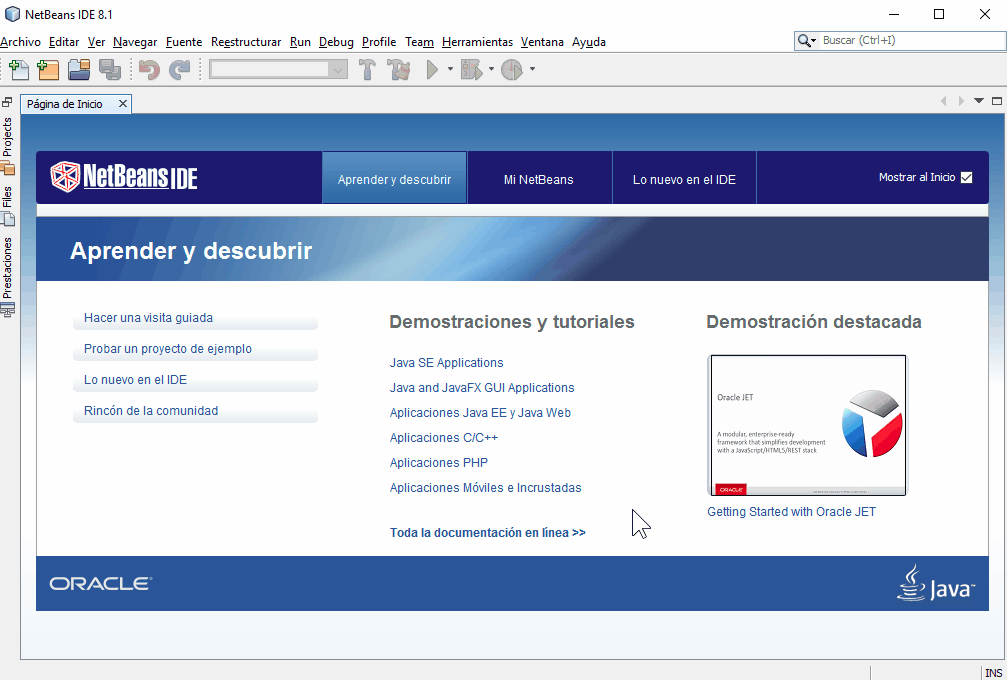 NetBeans IDE 8.1
Archivo Editar Ver Navegar Fuente Reestructurar Run Debug Profile Team Herramientas Ventana Ayuda
Buscar (Ctrl+I)
Página de Inicio
Projects
Files
Prestaciones
NetBeans IDE
Aprender y descubrir
Mi NetBeans
Lo nuevo en el IDE
Mostrar al Inicio
Aprender y descubrir
Hacer una visita guiada
Probar un proyecto de ejemplo
Lo nuevo en el IDE
Rincón de la comunidad
Demostraciones y tutoriales
Java SE Applications
Java and JavaFX GUI Applications
Aplicaciones Java EE y Java Web
Aplicaciones C/C++
Aplicaciones PHP
Aplicaciones Móviles e Incrustadas
Toda la documentación en línea >>
Demostración destacada
Oracle JET
A modular, enterprise-ready
framework that simplifies development
with a JavaScript/HTML5/REST stack
ORACLE
Getting Started with Oracle JET
ORACLE
Java
INS